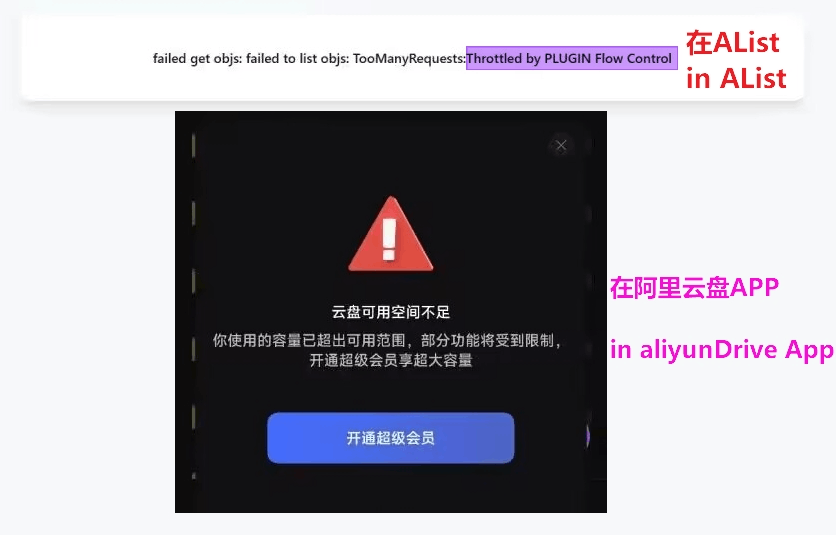 failed get objs: failed to list objs: TooManyRequests:Throttled by PLUGIN Flow Control
在AList
in AList
云盘可用空间不足
你使用的容量已超出可用范围，部分功能将受到限制，
开通超级会员享超大容量
在阿里云盘APP
in aliyunDrive App
开通超级会员